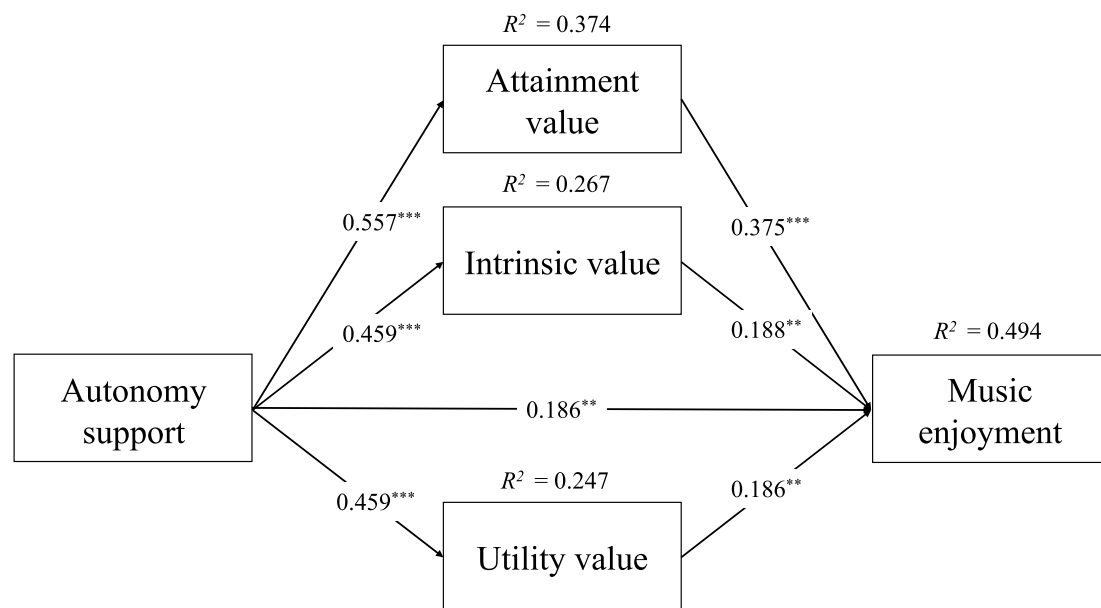 R² = 0.374
Attainment
value
R² = 0.267
0.557***
0.375***
Intrinsic value
0.459***
0.188**
R² = 0.494
Autonomy
support
0.186**
Music
enjoyment
R² = 0.247
0.459***
0.186**
Utility value